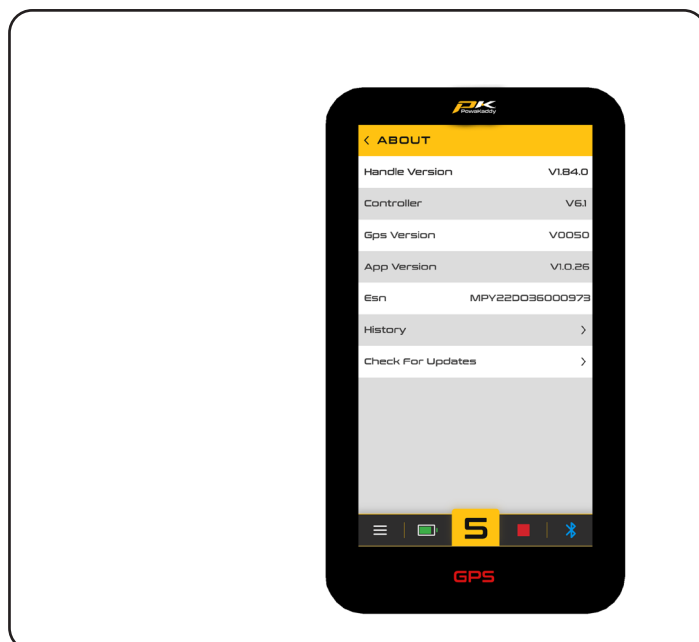 PK
PowaKaddy
< ABOUT
Handle Version V1.84.0
Controller V6.1
Gps Version V0050
App Version V1.0.26
Esn MPY22D036000973
History >
Check For Updates >
S
GPS